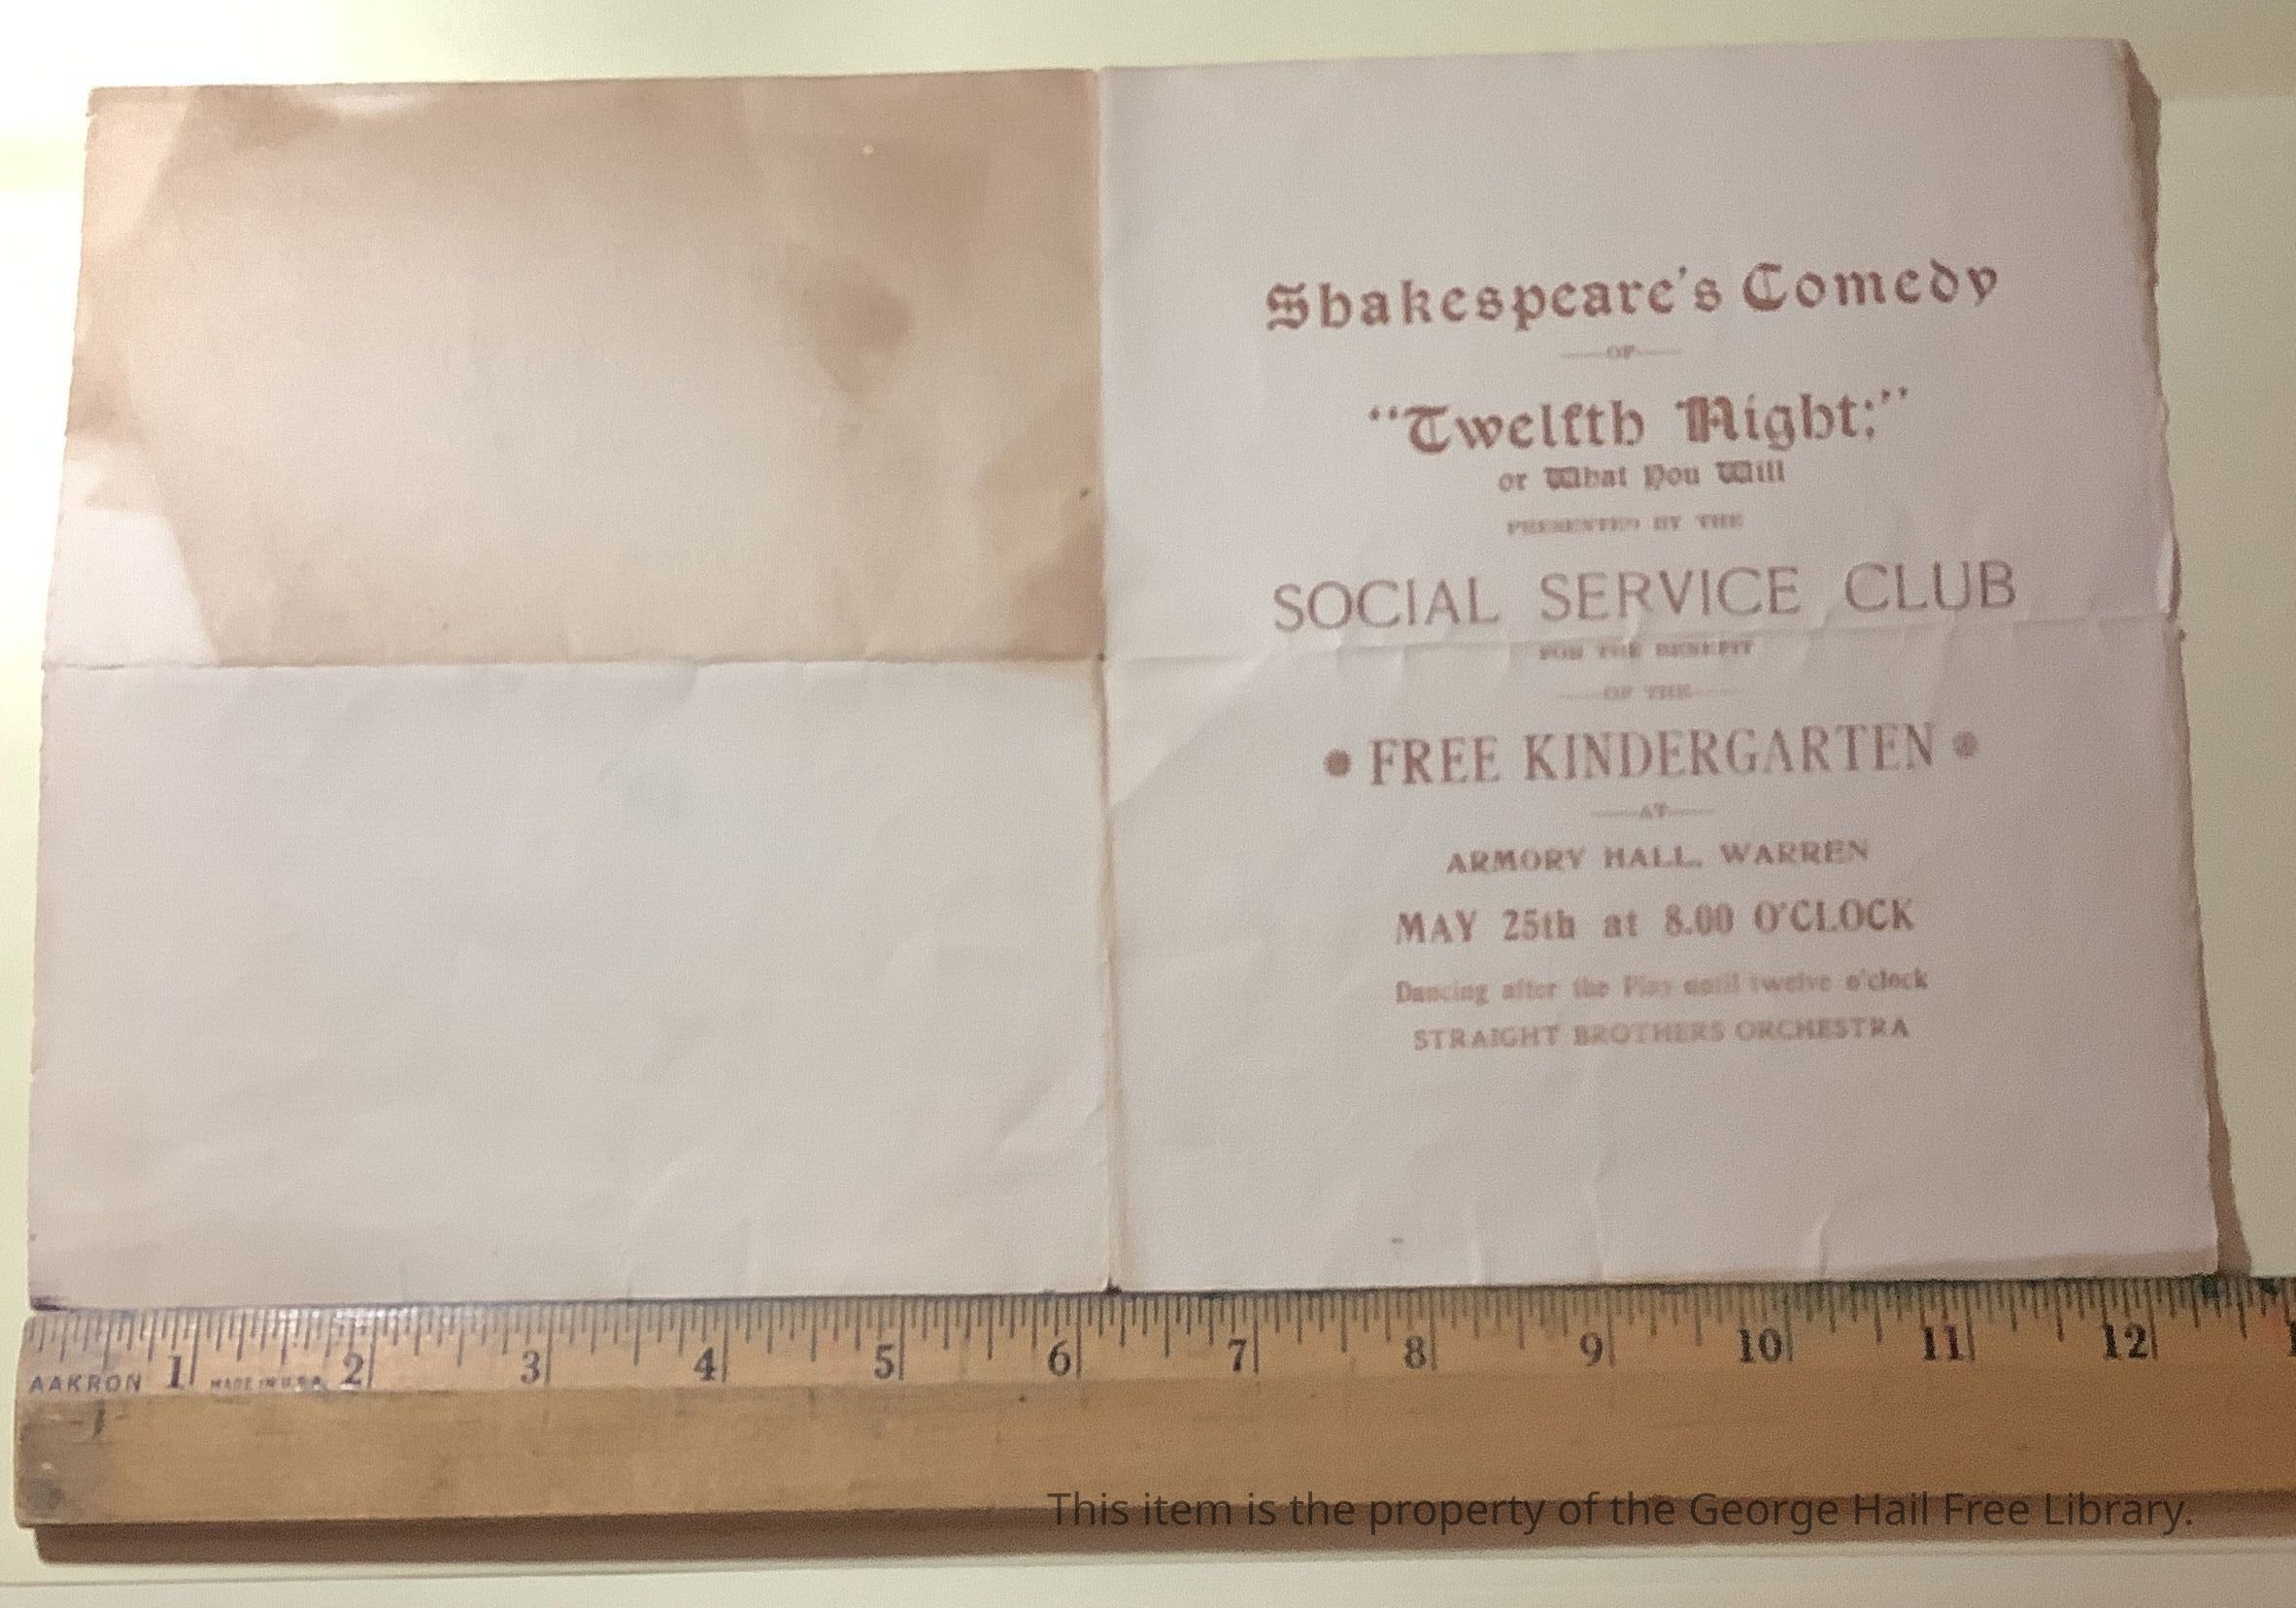 Shakespeare's Comedy
OF
"Twelfth Night;"
or What You Will
PRESENTED BY THE
SOCIAL SERVICE CLUB
FOR THE BENEFIT
OF THE
FREE KINDERGARTEN
AT
ARMORY HALL, WARREN
MAY 25th at 8.00 O'CLOCK
Dancing after the Play until twelve o'clock
STRAIGHT BROTHERS ORCHESTRA
1 2 3 4 5 6 7 8 9 10 11 12
AAKRON MADE IN U.S.A.
This item is the property of the George Hail Free Library.